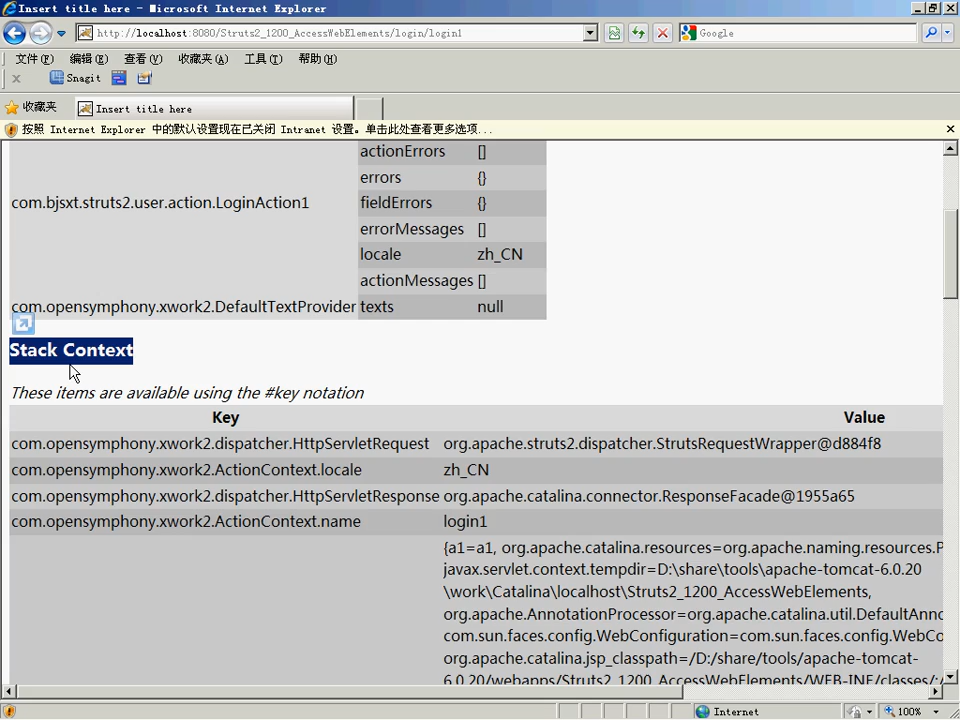 Insert title here - Microsoft Internet Explorer
http://localhost:8080/Struts2_1200_AccessWebElements/login/login1
Google
文件(F) 编辑(E) 查看(V) 收藏夹(A) 工具(T) 帮助(H)
x Snagit
收藏夹 Insert title here
按照 Internet Explorer 中的默认设置现在已关闭 Intranet 设置。单击此处查看更多选项...
actionErrors []
errors {}
com.bjsxt.struts2.user.action.LoginAction1 fieldErrors {}
errorMessages []
locale zh_CN
actionMessages []
com.opensymphony.xwork2.DefaultTextProvider texts null
Stack Context
These items are available using the #key notation
Key Value
com.opensymphony.xwork2.dispatcher.HttpServletRequest org.apache.struts2.dispatcher.StrutsRequestWrapper@d884f8
com.opensymphony.xwork2.ActionContext.locale zh_CN
com.opensymphony.xwork2.dispatcher.HttpServletResponse org.apache.catalina.connector.ResponseFacade@1955a65
com.opensymphony.xwork2.ActionContext.name login1
{a1=a1, org.apache.catalina.resources=org.apache.naming.resources.P
javax.servlet.context.tempdir=D:\share\tools\apache-tomcat-6.0.20
\work\Catalina\localhost\Struts2_1200_AccessWebElements,
org.apache.AnnotationProcessor=org.apache.catalina.util.DefaultAnno
com.sun.faces.config.WebConfiguration=com.sun.faces.config.WebCo
org.apache.catalina.jsp_classpath=/D:/share/tools/apache-tomcat-
6.0.20/webapps/Struts2_1200_AccessWebElements/WEB-INF/classes/;/
Internet 100%